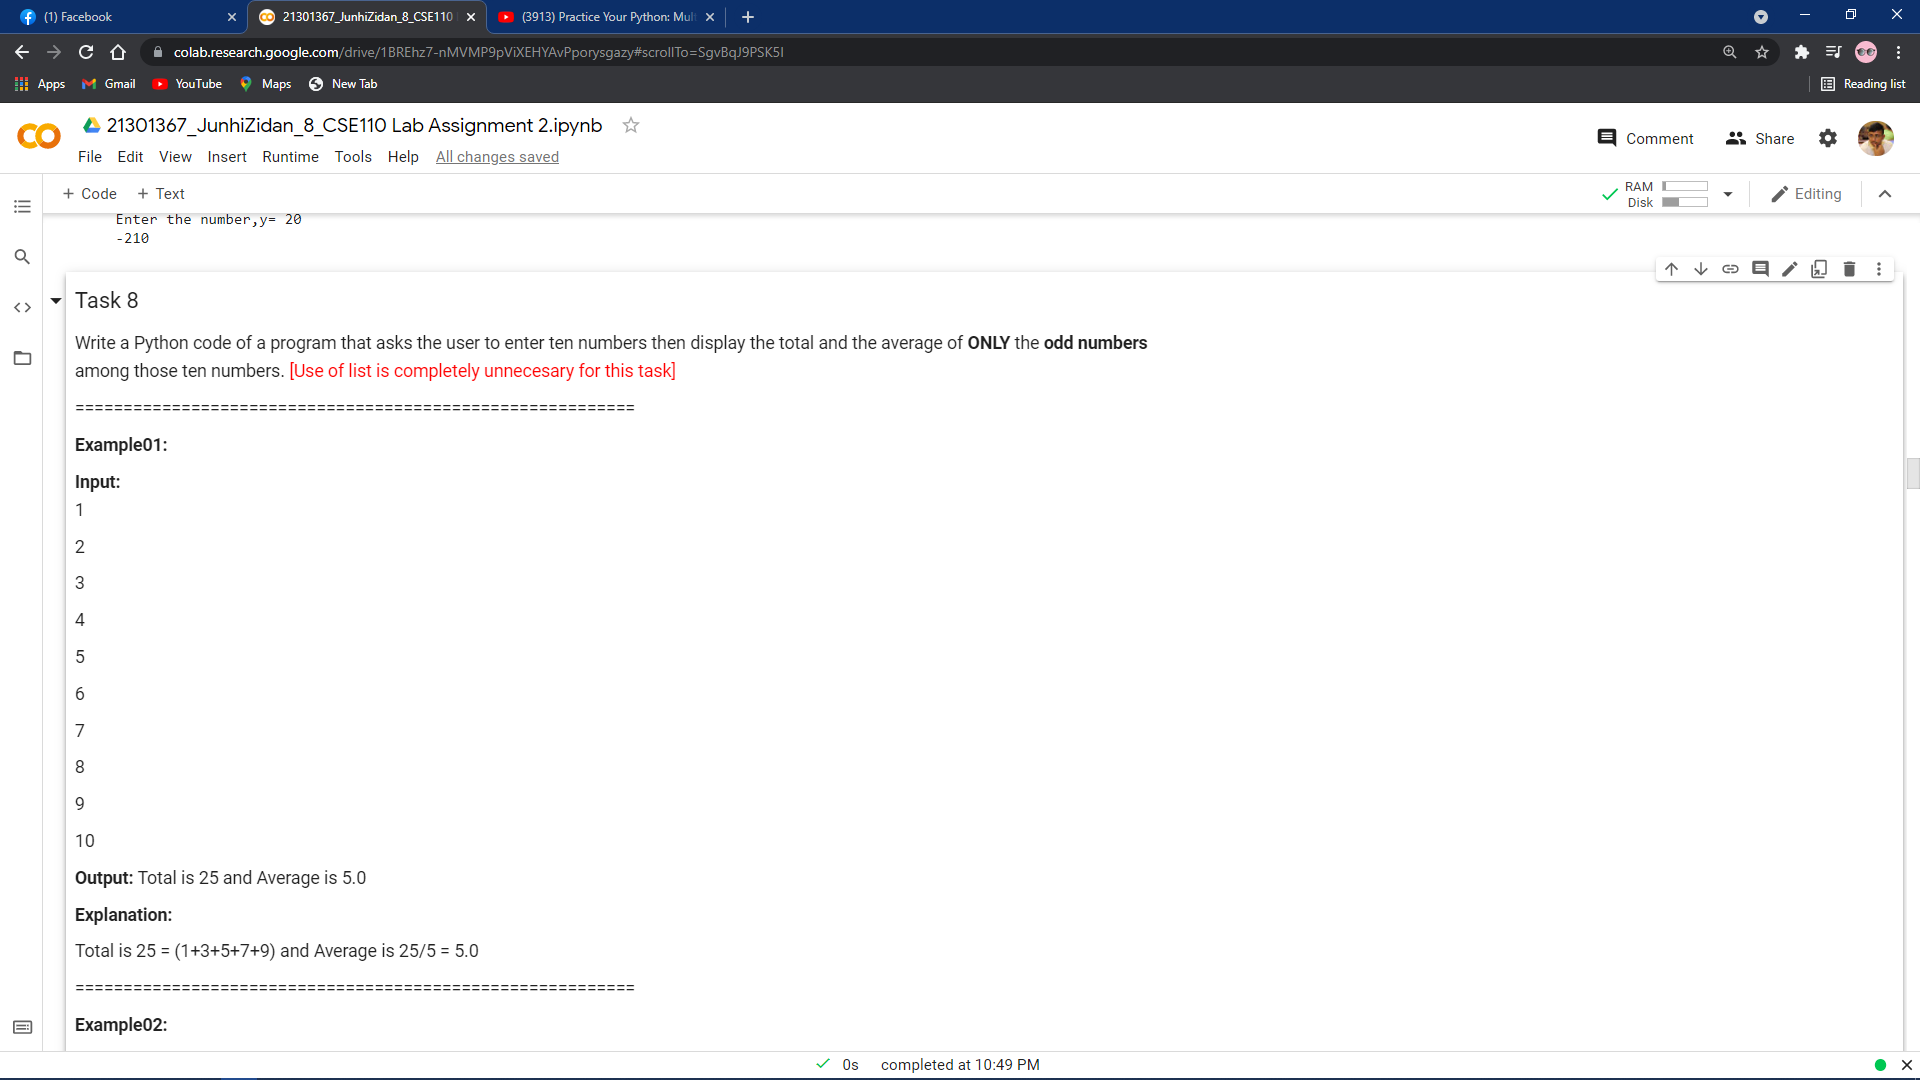 (1) Facebook
21301367_JunhiZidan_8_CSE110
(3913) Practice Your Python: Mul
colab.research.google.com/drive/1BREhz7-nMVMP9pViXEHYAvPporysgazy#scrollTo=SgvBqJ9PSK5I
Apps Gmail YouTube Maps New Tab Reading list
21301367_JunhiZidan_8_CSE110 Lab Assignment 2.ipynb
Comment Share
File Edit View Insert Runtime Tools Help All changes saved
+ Code + Text
RAM
Disk
Editing
Enter the number,y= 20
-210
Task 8
Write a Python code of a program that asks the user to enter ten numbers then display the total and the average of ONLY the odd numbers
among those ten numbers. [Use of list is completely unnecesary for this task]
==========================================================
Example01:
Input:
1
2
3
4
5
6
7
8
9
10
Output: Total is 25 and Average is 5.0
Explanation:
Total is 25 = (1+3+5+7+9) and Average is 25/5 = 5.0
==========================================================
Example02:
0s completed at 10:49 PM